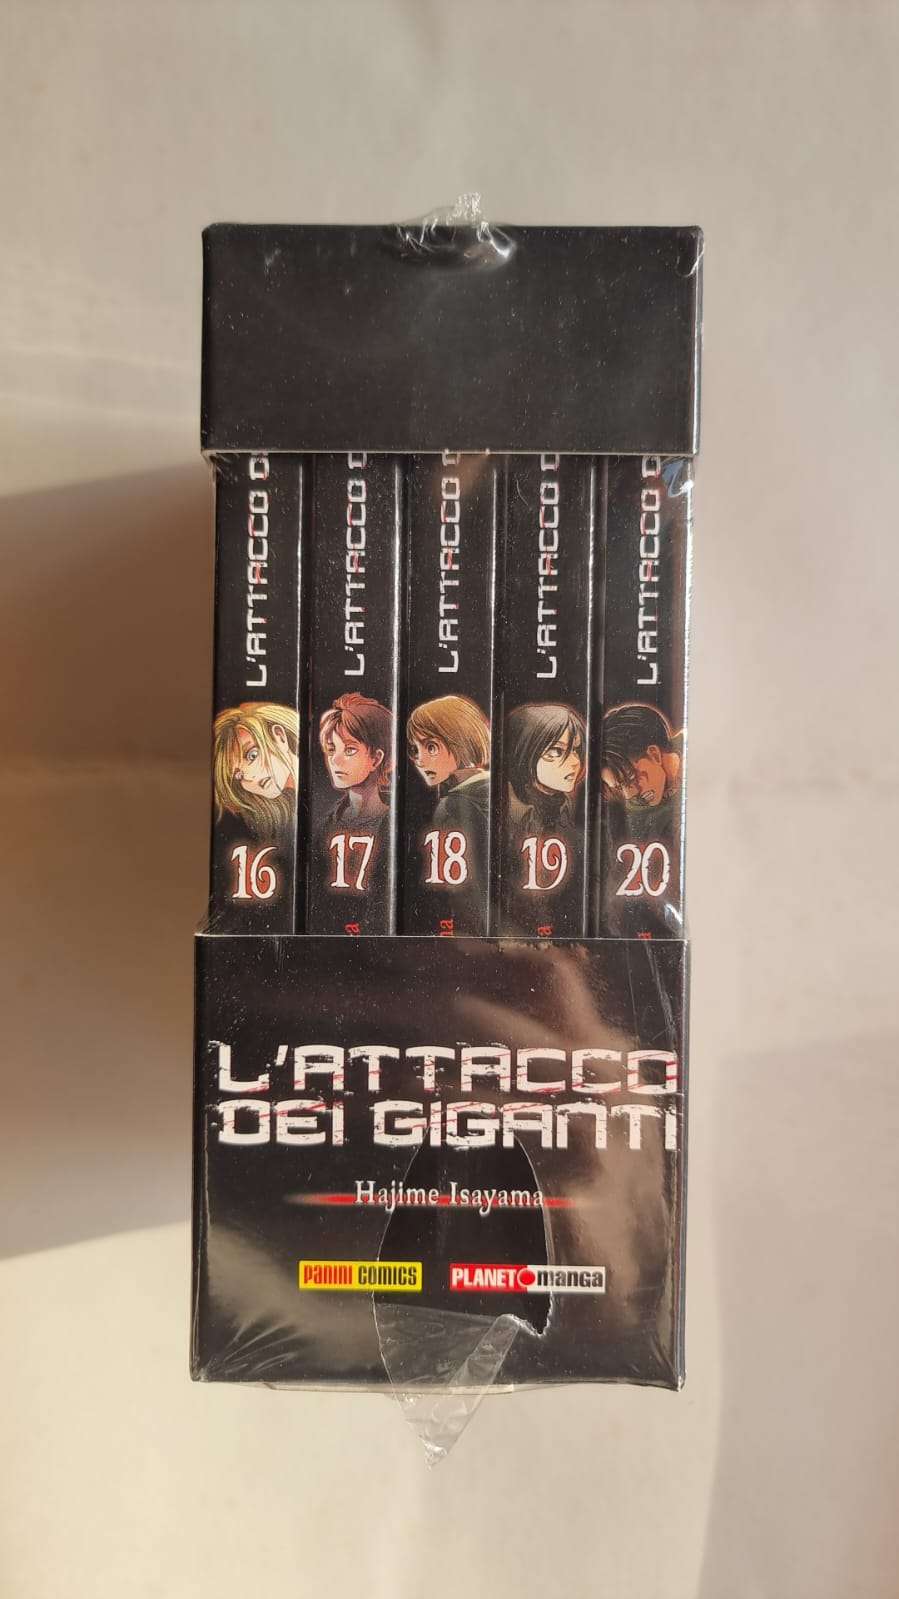 L'ATTACCO D
L'ATTACCO D
L'ATTACCO D
L'ATTACCO D
L'ATTACCO D
16
17
18
19
20
L'ATTACCO
DEI GIGANTI
Hajime Isayama
PANINI COMICS
PLANET manga